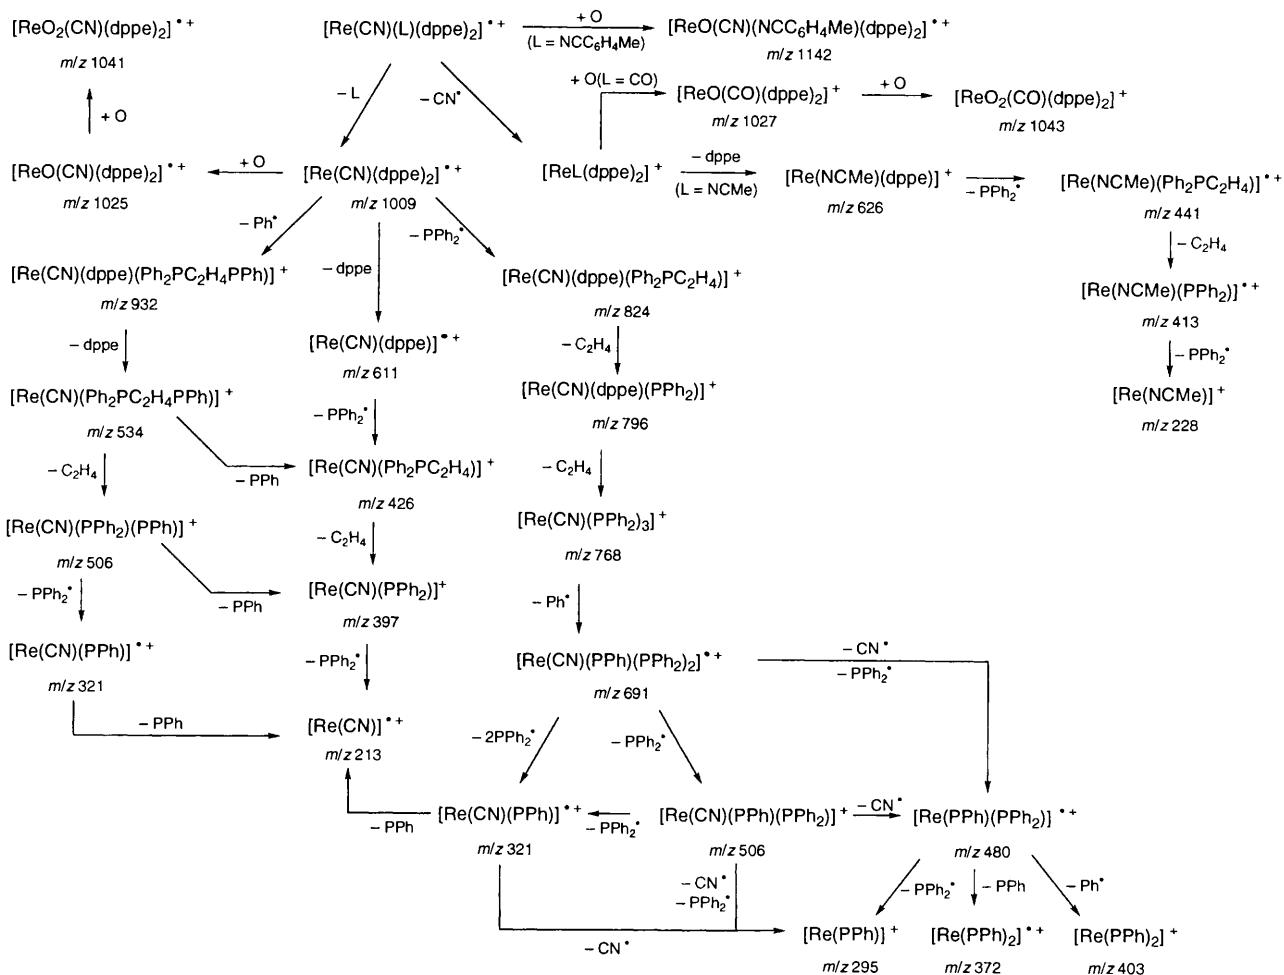 [ReO₂(CN)(dppe)₂]•+ [Re(CN)(L)(dppe)₂]•+ + O [ReO(CN)(NCC₆H₄Me)(dppe)₂]•+
(L = NCC₆H₄Me)
m/z 1041 m/z 1142
+ O(L = CO) [ReO(CO)(dppe)₂]+ + O [ReO₂(CO)(dppe)₂]+
– L – CN•
+ O m/z 1027 m/z 1043
[ReO(CN)(dppe)₂]•+ + O [Re(CN)(dppe)₂]•+ [ReL(dppe)₂]+ – dppe [Re(NCMe)(dppe)]+ – PPh₂• [Re(NCMe)(Ph₂PC₂H₄)]•+
(L = NCMe)
m/z 1025 m/z 1009 m/z 626 m/z 441
– Ph• – PPh₂• – C₂H₄
[Re(CN)(dppe)(Ph₂PC₂H₄PPh)]+ – dppe [Re(CN)(dppe)(Ph₂PC₂H₄)]+ [Re(NCMe)(PPh₂)]•+
m/z 932 m/z 824 m/z 413
– dppe [Re(CN)(dppe)]•+ – C₂H₄ – PPh₂•
m/z 611
[Re(CN)(Ph₂PC₂H₄PPh)]+ [Re(CN)(dppe)(PPh₂)]+ [Re(NCMe)]+
m/z 534 – PPh₂• m/z 796 m/z 228
– C₂H₄ – PPh [Re(CN)(Ph₂PC₂H₄)]+ – C₂H₄
m/z 426
[Re(CN)(PPh₂)(PPh)]+ [Re(CN)(PPh₂)₃]+
m/z 506 – C₂H₄ m/z 768
– PPh₂• – PPh [Re(CN)(PPh₂)]+ – Ph•
m/z 397
[Re(CN)(PPh)]•+ – PPh₂• [Re(CN)(PPh)(PPh₂)₂]•+ – CN•
– PPh₂•
m/z 321 m/z 691
– PPh [Re(CN)]•+ – 2PPh₂• – PPh₂•
m/z 213
– PPh [Re(CN)(PPh)]•+ – PPh₂• [Re(CN)(PPh)(PPh₂)]+ – CN• [Re(PPh)(PPh₂)]•+
m/z 321 m/z 506 m/z 480
– CN•
– PPh₂• – PPh₂• – PPh – Ph•
– CN• [Re(PPh)]+ [Re(PPh)₂]•+ [Re(PPh)₂]+
m/z 295 m/z 372 m/z 403